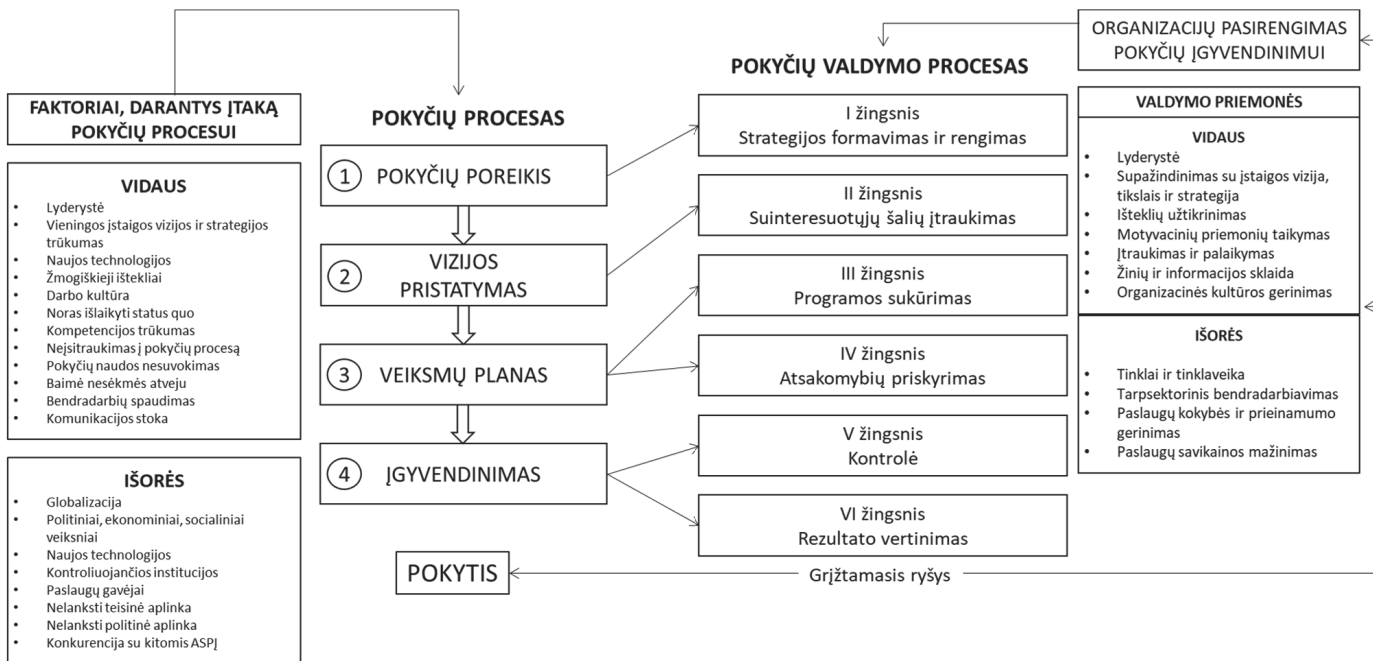 FAKTORIAI, DARANTYS ĮTAKĄ
POKYČIŲ PROCESUI
VIDAUS
• Lyderystė
• Vieningos įstaigos vizijos ir strategijos
trūkumas
• Naujos technologijos
• Žmogiškieji ištekliai
• Darbo kultūra
• Noras išlaikyti status quo
• Kompetencijos trūkumas
• Neįsitraukimas į pokyčių procesą
• Pokyčių naudos nesuvokimas
• Baimė nesėkmės atveju
• Bendradarbių spaudimas
• Komunikacijos stoka
IŠORĖS
• Globalizacija
• Politiniai, ekonominiai, socialiniai
veiksniai
• Naujos technologijos
• Kontroliuojančios institucijos
• Paslaugų gavėjai
• Nelanksti teisinė aplinka
• Nelanksti politinė aplinka
• Konkurencija su kitomis ASPĮ
POKYČIŲ PROCESAS
1 POKYČIŲ POREIKIS
2 VIZIJOS
PRISTATYMAS
3 VEIKSMŲ PLANAS
4 ĮGYVENDINIMAS
POKYTIS
POKYČIŲ VALDYMO PROCESAS
I žingsnis
Strategijos formavimas ir rengimas
II žingsnis
Suinteresuotųjų šalių įtraukimas
III žingsnis
Programos sukūrimas
IV žingsnis
Atsakomybių priskyrimas
V žingsnis
Kontrolė
VI žingsnis
Rezultato vertinimas
Grįžtamasis ryšys
ORGANIZACIJŲ PASIRENGIMAS
POKYČIŲ ĮGYVENDINIMUI
VALDYMO PRIEMONĖS
VIDAUS
• Lyderystė
• Supažindinimas su įstaigos vizija,
tikslais ir strategija
• Išteklių užtikrinimas
• Motyvacinių priemonių taikymas
• Įtraukimas ir palaikymas
• Žinių ir informacijos sklaida
• Organizacinės kultūros gerinimas
IŠORĖS
• Tinklai ir tinklaveika
• Tarpsektorinis bendradarbiavimas
• Paslaugų kokybės ir prieinamumo
gerinimas
• Paslaugų savikainos mažinimas